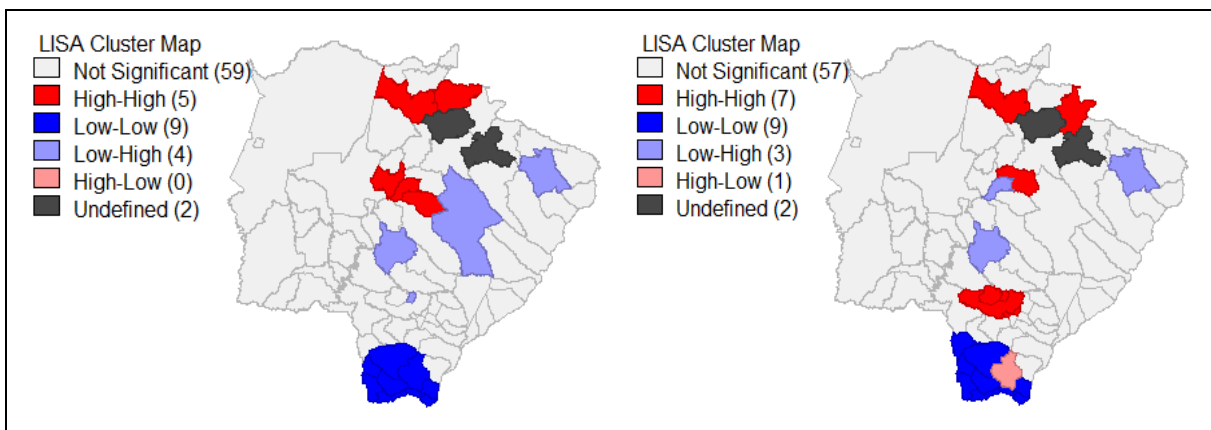 LISA Cluster Map
Not Significant (59)
High-High (5)
Low-Low (9)
Low-High (4)
High-Low (0)
Undefined (2)
LISA Cluster Map
Not Significant (57)
High-High (7)
Low-Low (9)
Low-High (3)
High-Low (1)
Undefined (2)